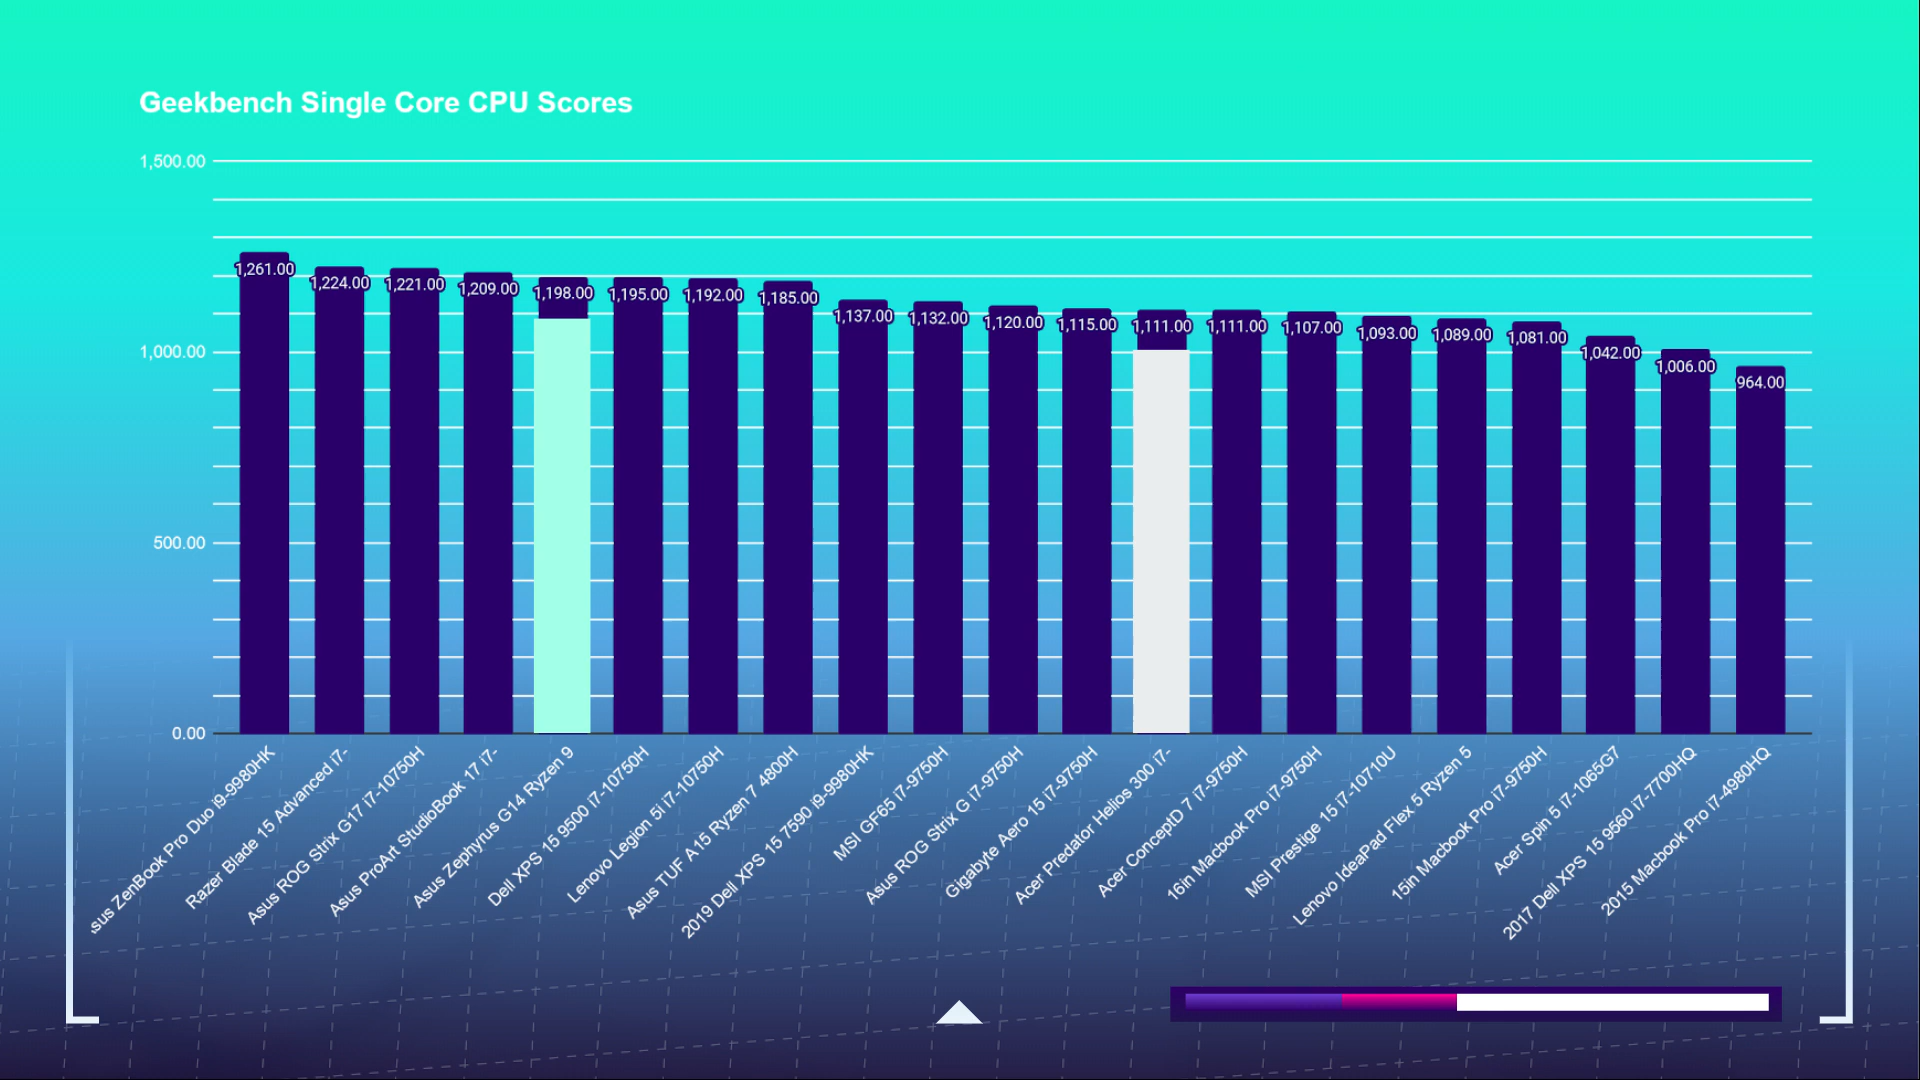 Geekbench Single Core CPU Scores
1,500.00
1,000.00
500.00
0.00
1,261.00
1,224.00
1,221.00
1,209.00
1,198.00
1,195.00
1,192.00
1,185.00
1,137.00
1,132.00
1,120.00
1,115.00
1,111.00
1,111.00
1,107.00
1,093.00
1,089.00
1,081.00
1,042.00
1,006.00
964.00
sus ZenBook Pro Duo i9-9980HK
Razer Blade 15 Advanced i7-
Asus ROG Strix G17 i7-10750H
Asus ProArt StudioBook 17 i7-
Asus Zephyrus G14 Ryzen 9
Dell XPS 15 9500 i7-10750H
Lenovo Legion 5i i7-10750H
Asus TUF A15 Ryzen 7 4800H
2019 Dell XPS 15 7590 i9-9980HK
MSI GF65 i7-9750H
Asus ROG Strix G i7-9750H
Gigabyte Aero 15 i7-9750H
Acer Predator Helios 300 i7-
Acer ConceptD 7 i7-9750H
16in Macbook Pro i7-9750H
MSI Prestige 15 i7-10710U
Lenovo IdeaPad Flex 5 Ryzen 5
15in Macbook Pro i7-9750H
Acer Spin 5 i7-1065G7
2017 Dell XPS 15 9560 i7-7700HQ
2015 Macbook Pro i7-4980HQ